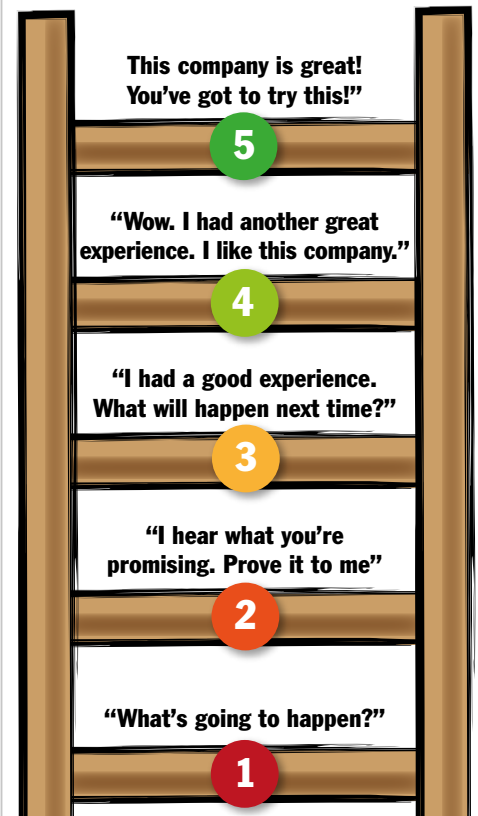 This company is great!
You’ve got to try this!”
5
“Wow. I had another great
experience. I like this company.”
4
“I had a good experience.
What will happen next time?”
3
“I hear what you’re
promising. Prove it to me”
2
“What’s going to happen?”
1